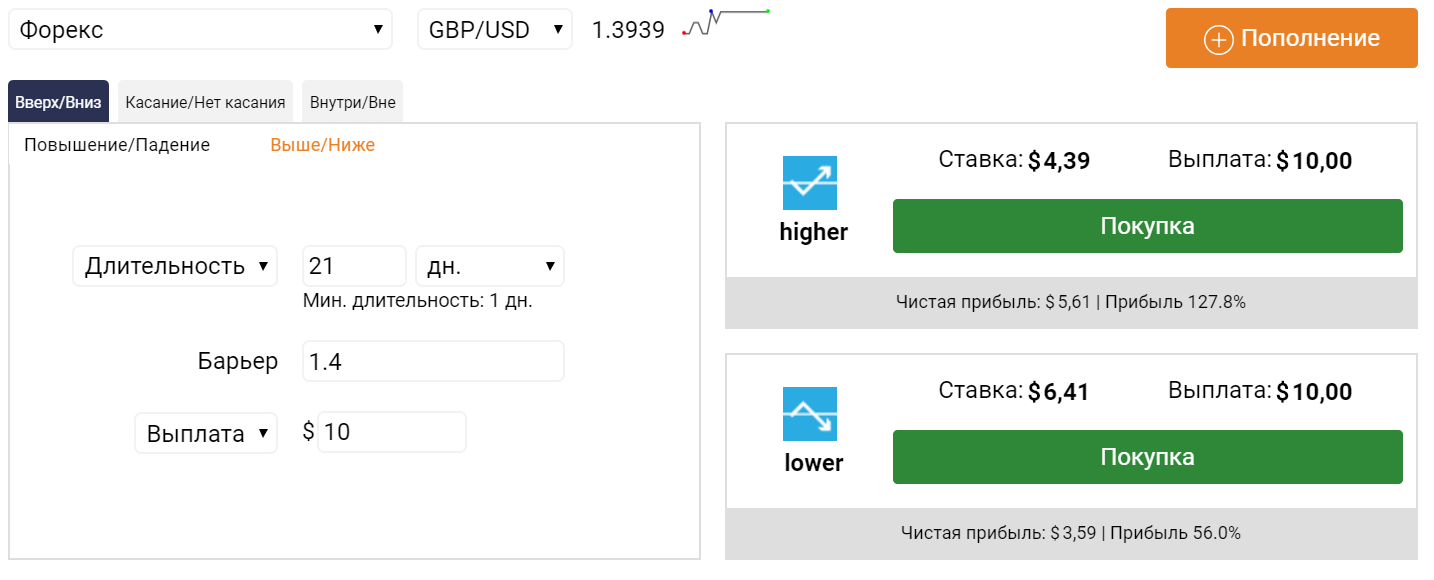 Форекс ▼ GBP/USD ▼ 1.3939 Пополнение
Вверх/Вниз Касание/Нет касания Внутри/Вне
Повышение/Падение Выше/Ниже
Длительность ▼ 21 дн. ▼
Мин. длительность: 1 дн.
Барьер 1.4
Выплата ▼ $ 10
Ставка: $ 4,39 Выплата: $ 10,00
higher
Покупка
Чистая прибыль: $ 5,61 | Прибыль 127.8%
Ставка: $ 6,41 Выплата: $ 10,00
lower
Покупка
Чистая прибыль: $ 3,59 | Прибыль 56.0%